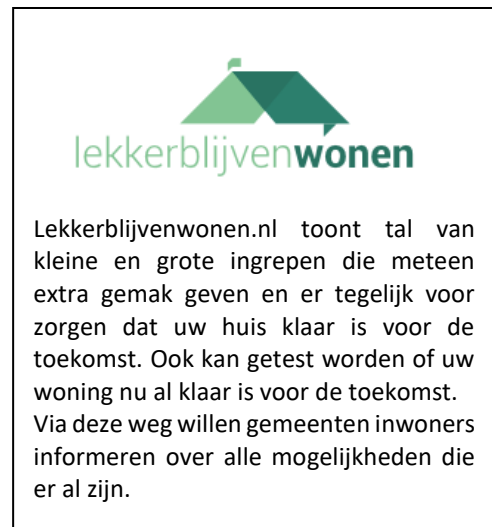 lekkerblijvenwonen
Lekkerblijvenwonen.nl toont tal van
kleine en grote ingrepen die meteen
extra gemak geven en er tegelijk voor
zorgen dat uw huis klaar is voor de
toekomst. Ook kan getest worden of uw
woning nu al klaar is voor de toekomst.
Via deze weg willen gemeenten inwoners
informeren over alle mogelijkheden die
er al zijn.